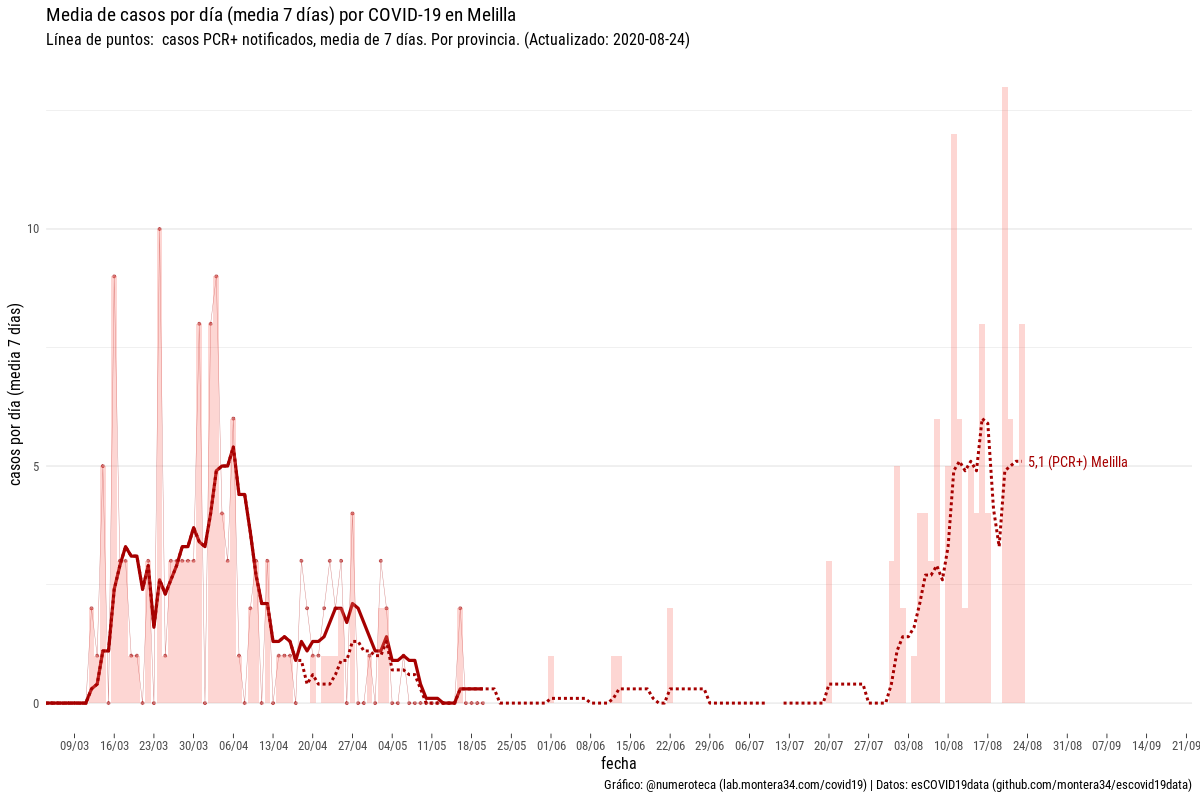 Media de casos por día (media 7 días) por COVID-19 en Melilla
Línea de puntos:  casos PCR+ notificados, media de 7 días. Por provincia. (Actualizado: 2020-08-24)
casos por día (media 7 días)
10
5
0
5,1 (PCR+) Melilla
09/03 16/03 23/03 30/03 06/04 13/04 20/04 27/04 04/05 11/05 18/05 25/05 01/06 08/06 15/06 22/06 29/06 06/07 13/07 20/07 27/07 03/08 10/08 17/08 24/08 31/08 07/09 14/09 21/09
fecha
Gráfico: @numeroteca (lab.montera34.com/covid19) | Datos: esCOVID19data (github.com/montera34/escovid19data)